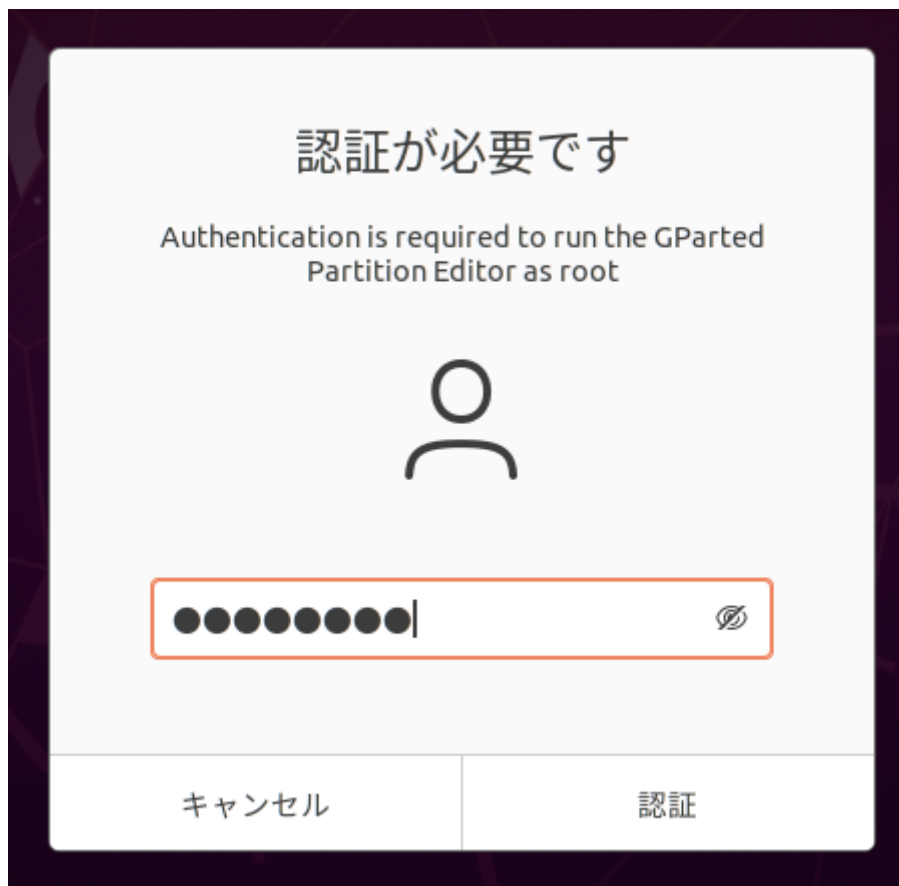 認証が必要です
Authentication is required to run the GParted
Partition Editor as root
●●●●●●●●
キャンセル
認証